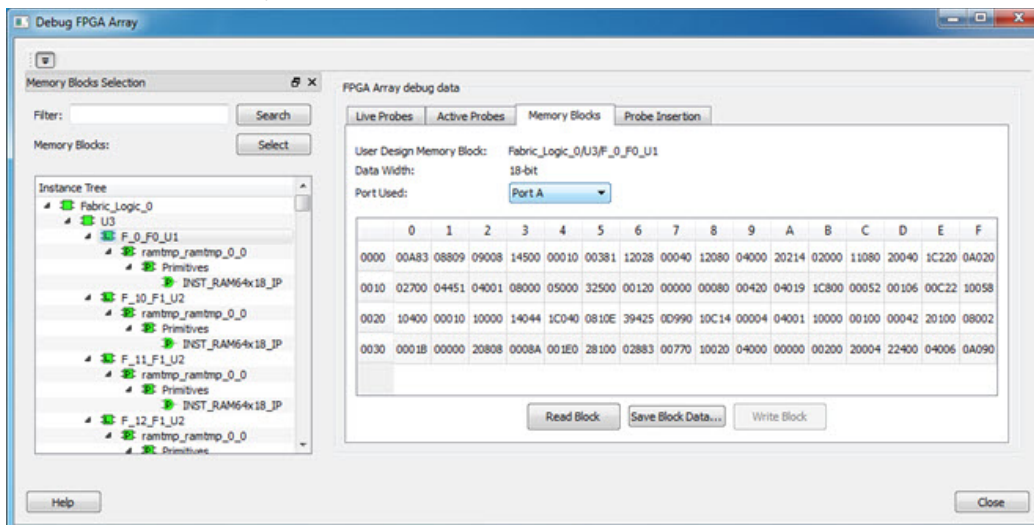 Debug FPGA Array
Memory Blocks Selection
Filter:
Search
Memory Blocks:
Select
Instance Tree
Fabric_Logic_0
U3
F_0_F0_U1
ramtmp_ramtmp_0_0
Primitives
INST_RAM64x18_IP
F_10_F1_U2
ramtmp_ramtmp_0_0
Primitives
INST_RAM64x18_IP
F_11_F1_U2
ramtmp_ramtmp_0_0
Primitives
INST_RAM64x18_IP
F_12_F1_U2
ramtmp_ramtmp_0_0
Primitives
FPGA Array debug data
Live Probes Active Probes Memory Blocks Probe Insertion
User Design Memory Block: Fabric_Logic_0/U3/F_0_F0_U1
Data Width: 18-bit
Port Used: Port A
0 1 2 3 4 5 6 7 8 9 A B C D E F
0000 00A83 08809 09008 14500 00010 00381 12028 00040 12080 04000 20214 02000 11080 20040 1C220 0A020
0010 02700 04451 04001 08000 05000 32500 00120 00000 00080 00420 04019 1C800 00052 00106 00C22 10058
0020 10400 00010 10000 14044 1C040 0810E 39425 0D990 10C14 00004 04001 10000 00100 00042 20100 08002
0030 0001B 00000 20808 0008A 001E0 28100 02883 00770 10020 04000 00000 00200 20004 22400 04006 0A090
Read Block Save Block Data... Write Block
Help
Close